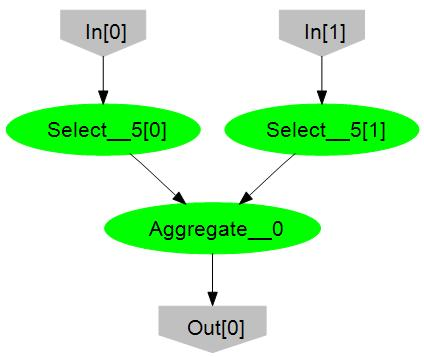 In[0]
In[1]
Select__5[0]
Select__5[1]
Aggregate__0
Out[0]